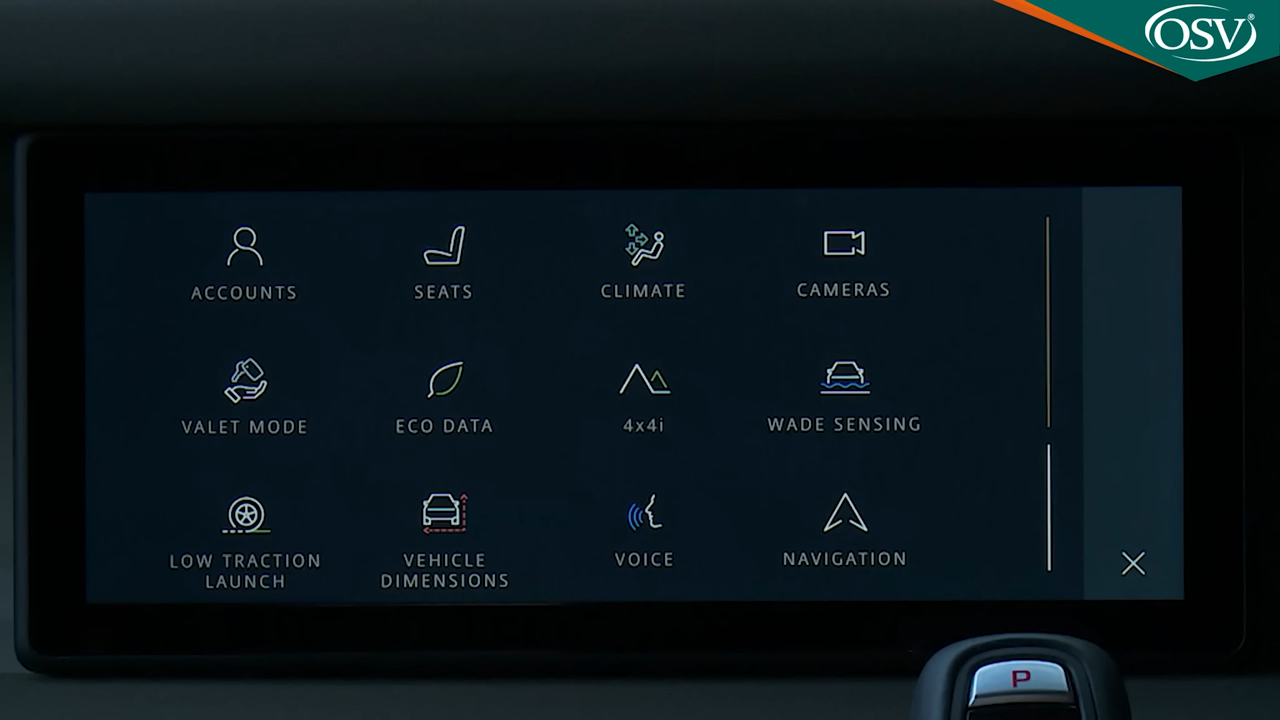 OSV®
ACCOUNTS
SEATS
CLIMATE
CAMERAS
VALET MODE
ECO DATA
4x4i
WADE SENSING
LOW TRACTION
LAUNCH
VEHICLE
DIMENSIONS
VOICE
NAVIGATION
P